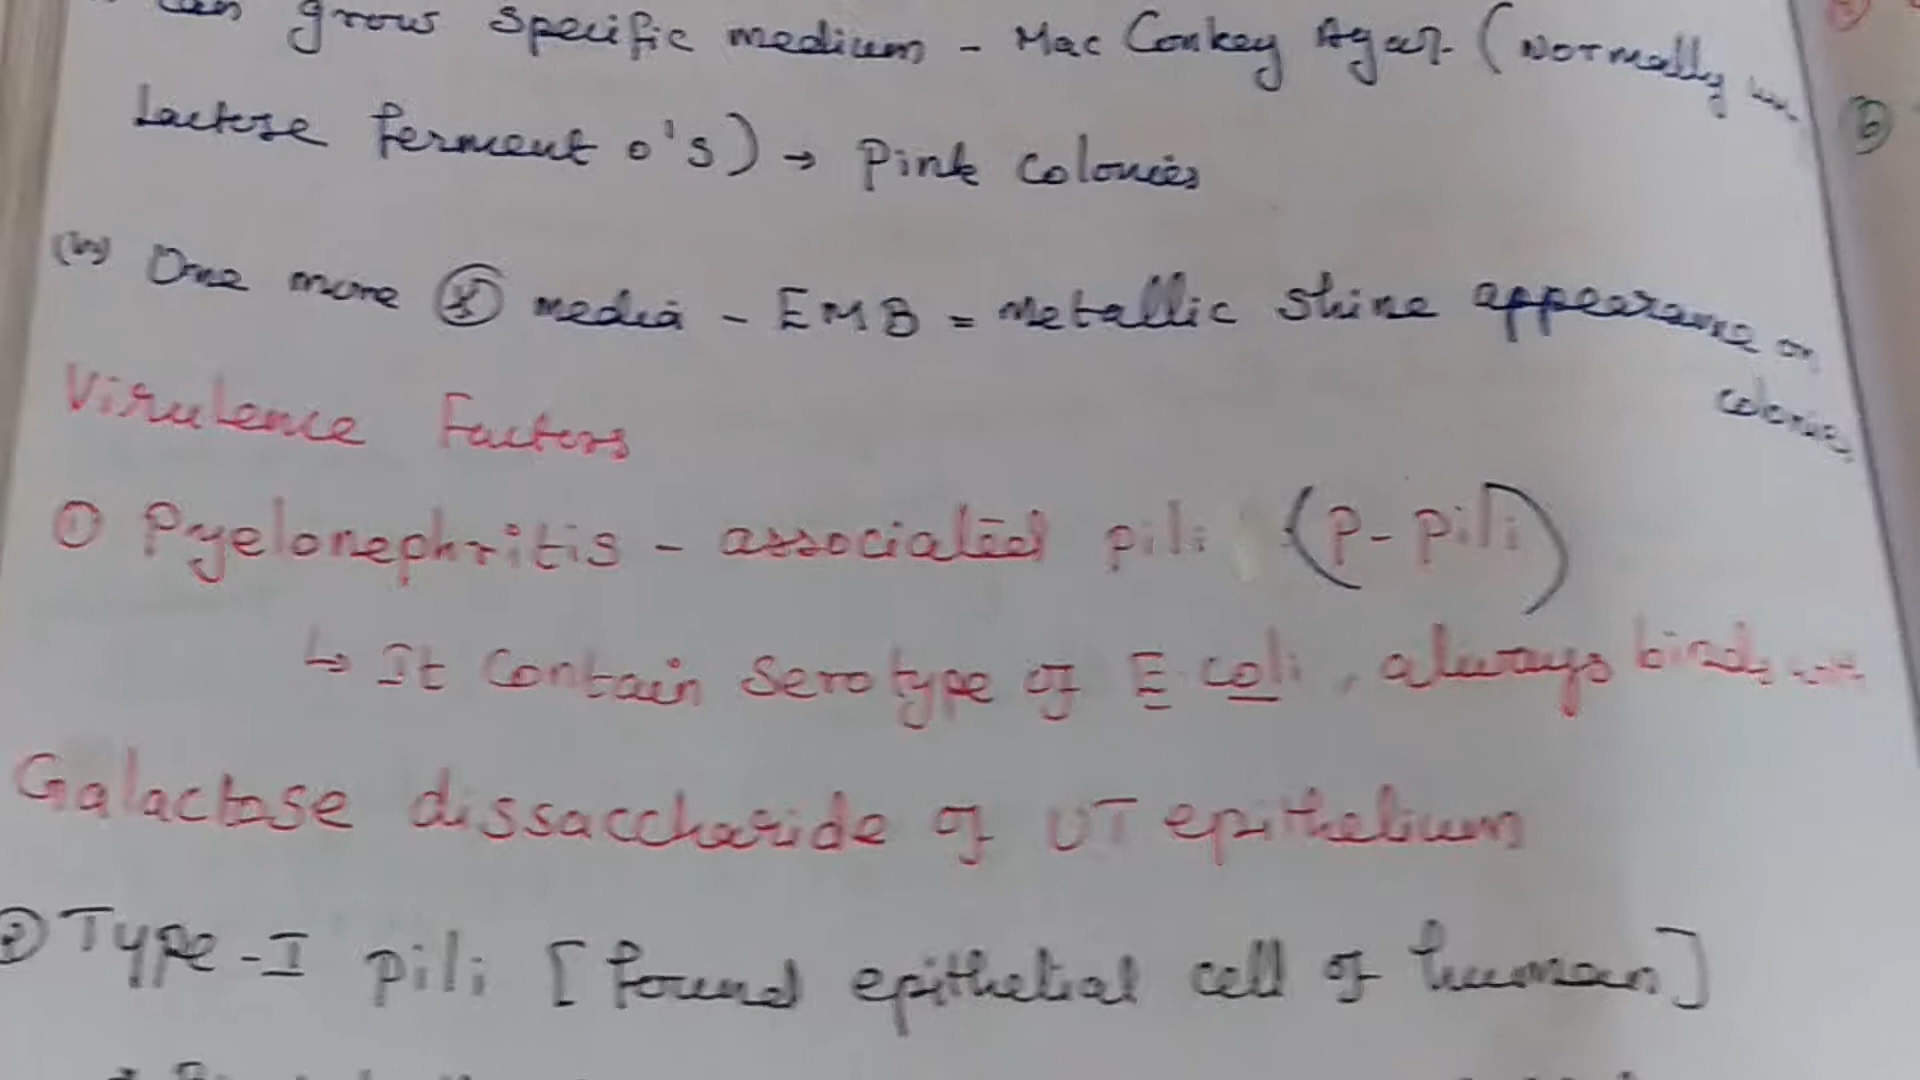 can grow specific medium - Mac Conkey Agar. (Normally
Lactose ferment o's) → Pink colonies
One more media - EMB = Metallic shine appearance on
colonies
Virulence Factors
① Pyelonephritis - associated pili (P-pili)
↳ It contain serotype of E coli, always binds with
Galactose dissaccharide of UT epithelium
② Type-I pili [found epithelial cell of human]